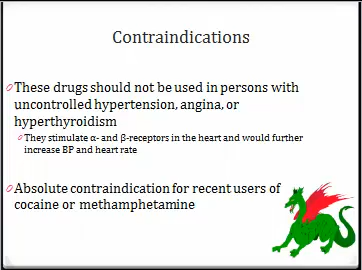 Contraindications
These drugs should not be used in persons with
uncontrolled hypertension, angina, or
hyperthyroidism
They stimulate α- and β-receptors in the heart and would further
increase BP and heart rate
Absolute contraindication for recent users of
cocaine or methamphetamine